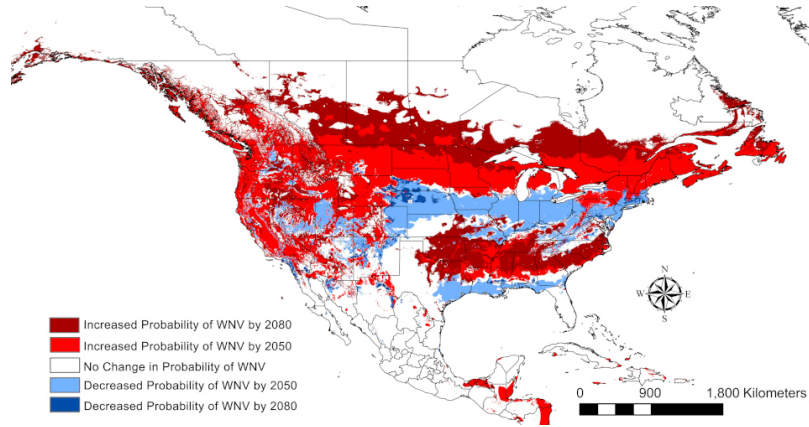 N
W
E
S
Increased Probability of WNV by 2080
Increased Probability of WNV by 2050
No Change in Probability of WNV
Decreased Probability of WNV by 2050
Decreased Probability of WNV by 2080
0 900 1,800 Kilometers